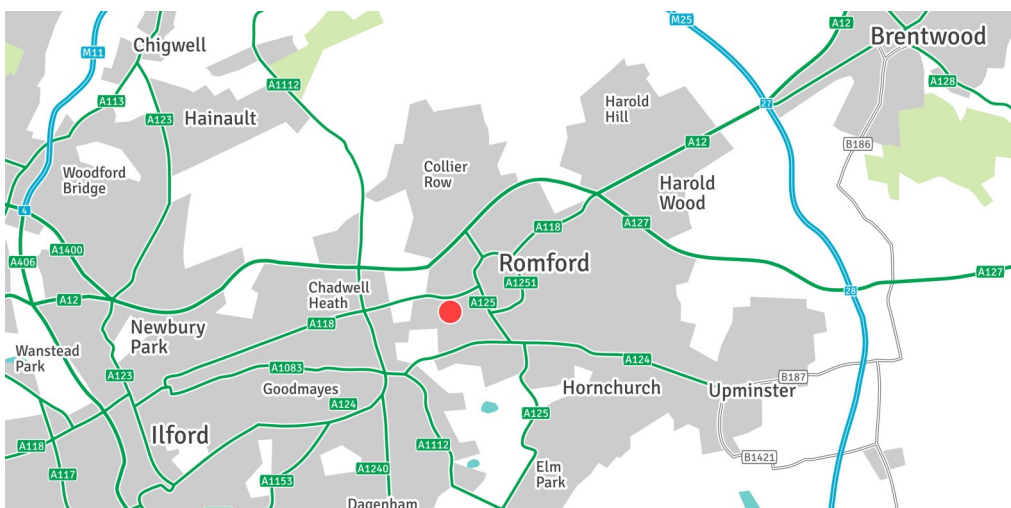 M25
A12
Brentwood
Chigwell
M11
A1112
A128
A113
Hainault
A123
Harold
Hill
27
A12
B186
Woodford
Bridge
Collier
Row
Harold
Wood
4
A1400
A118
A127
A406
Romford
A127
A1251
28
A12
Chadwell
Heath
A125
Newbury
Park
A118
Wanstead
Park
A1083
A124
A123
Goodmayes
Hornchurch
B187
Upminster
A124
A125
Ilford
A118
A1112
B1421
A117
A1240
Elm
Park
A1153
Dagenham